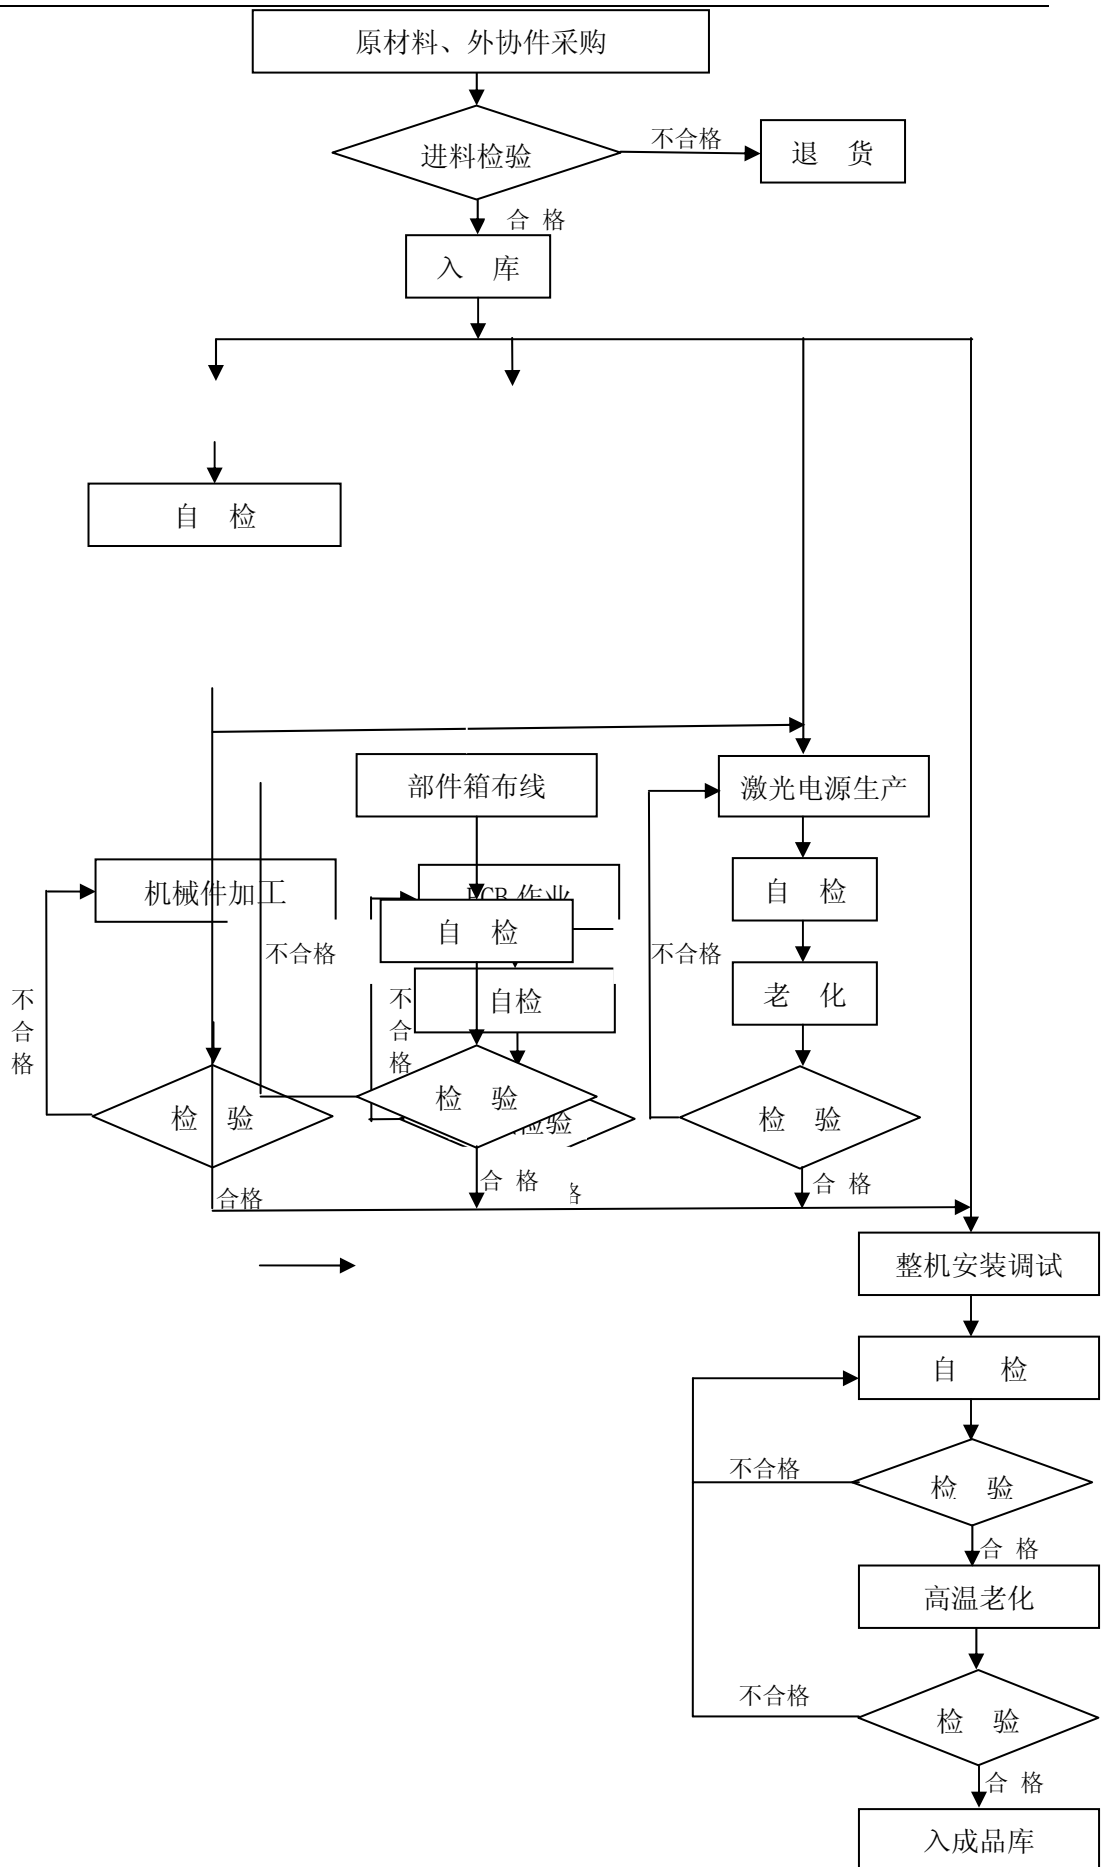 原材料、外协件采购
不合格
进料检验
退 货
合 格
入 库
自 检
部件箱布线
激光电源生产
机械件加工
作业
自 检
自 检
不合格
不合格
老 化
自检
不
合
格
不
合
格
检 验
检 验
检验
检 验
合格
合 格
合 格
整机安装调试
自 检
不合格
检 验
合 格
高温老化
不合格
检 验
合 格
入成品库